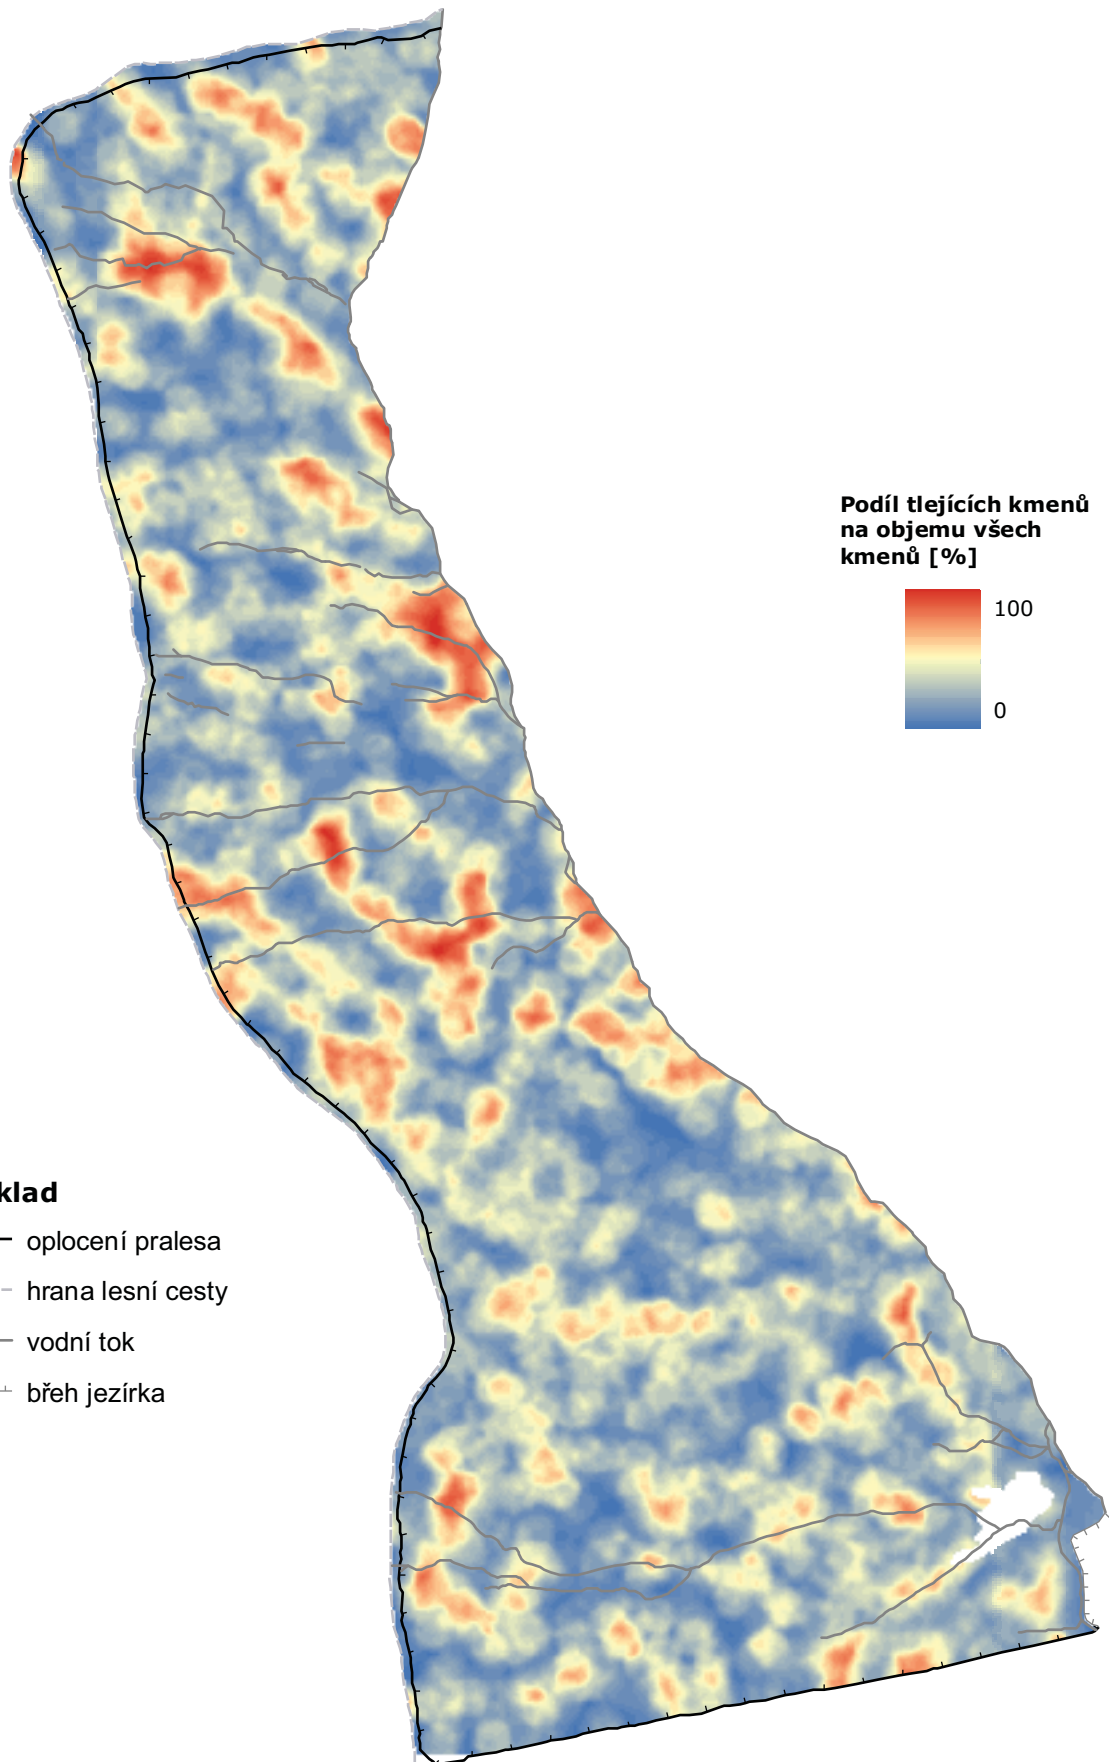 Podíl tlejících kmenů
na objemu všech
kmenů [%]
100
0
klad
oplocení pralesa
hrana lesní cesty
vodní tok
břeh jezírka